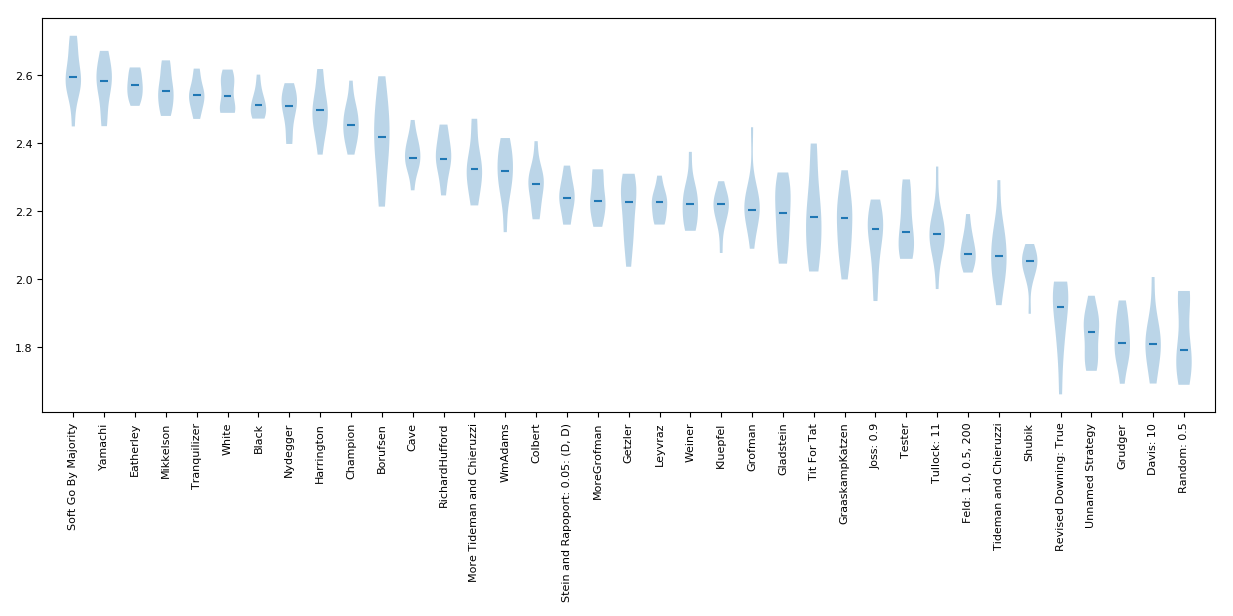 2.6
2.4
2.2
2.0
1.8
Soft Go By Majority
Yamachi
Eatherley
Mikkelson
Tranquilizer
White
Black
Nydegger
Harrington
Champion
Borufsen
Cave
RichardHufford
More Tideman and Chieruzzi
WmAdams
Colbert
Stein and Rapoport: 0.05: (D, D)
MoreGrofman
Getzler
Leyvraz
Weiner
Kluepfel
Grofman
Gladstein
Tit For Tat
GraaskampKatzen
Joss: 0.9
Tester
Tullock: 11
Feld: 1.0, 0.5, 200
Tideman and Chieruzzi
Shubik
Revised Downing: True
Unnamed Strategy
Grudger
Davis: 10
Random: 0.5